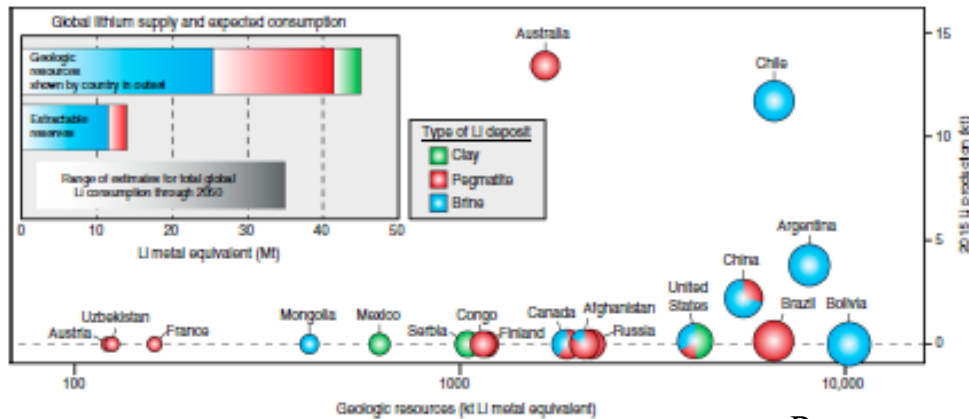 Global lithium supply and expected consumption
Geologic
resources
shown by country in outset
Extractable
reserves
Range of estimates for total global
Li consumption through 2050
0 10 20 30 40 50
Li metal equivalent (Mt)
Type of Li deposit
Clay
Pegmatite
Brine
Australia
Chile
Argentina
China
United
States
Brazil
Bolivia
Uzbekistan
Austria
France
Mongolia
Mexico
Serbia
Congo
Finland
Canada
Afghanistan
Russia
15
10
5
0
2015 Li production (kt)
100 1000 10,000
Geologic resources (kt Li metal equivalent)